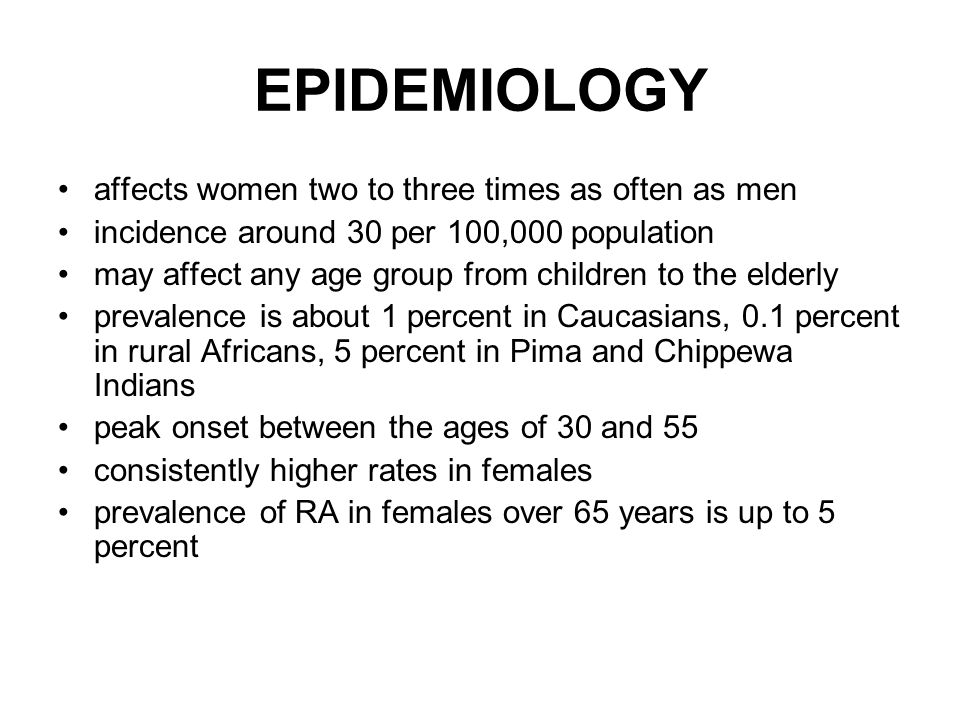 EPIDEMIOLOGY
• affects women two to three times as often as men
• incidence around 30 per 100,000 population
• may affect any age group from children to the elderly
• prevalence is about 1 percent in Caucasians, 0.1 percent
in rural Africans, 5 percent in Pima and Chippewa
Indians
• peak onset between the ages of 30 and 55
• consistently higher rates in females
• prevalence of RA in females over 65 years is up to 5
percent